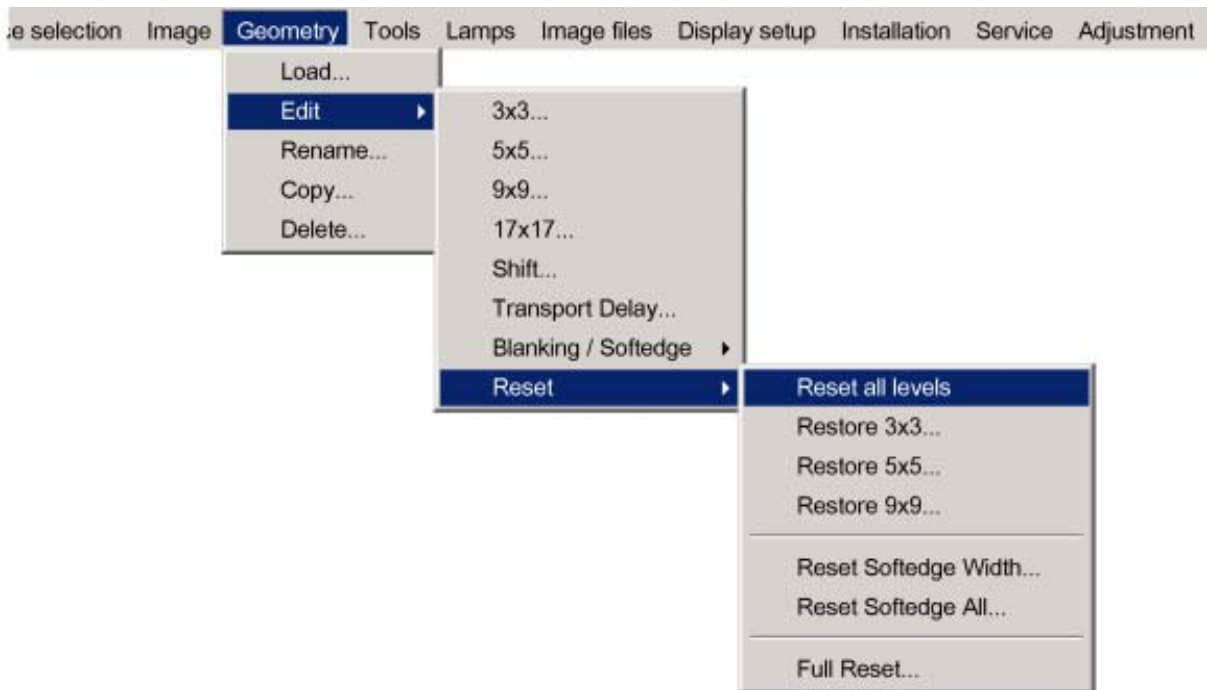 e selection Image Geometry Tools Lamps Image files Display setup Installation Service Adjustment
Load...
Edit
Rename...
Copy...
Delete...
3x3...
5x5...
9x9...
17x17...
Shift...
Transport Delay...
Blanking / Softedge
Reset
Reset all levels
Restore 3x3...
Restore 5x5...
Restore 9x9...
Reset Softedge Width...
Reset Softedge All...
Full Reset...